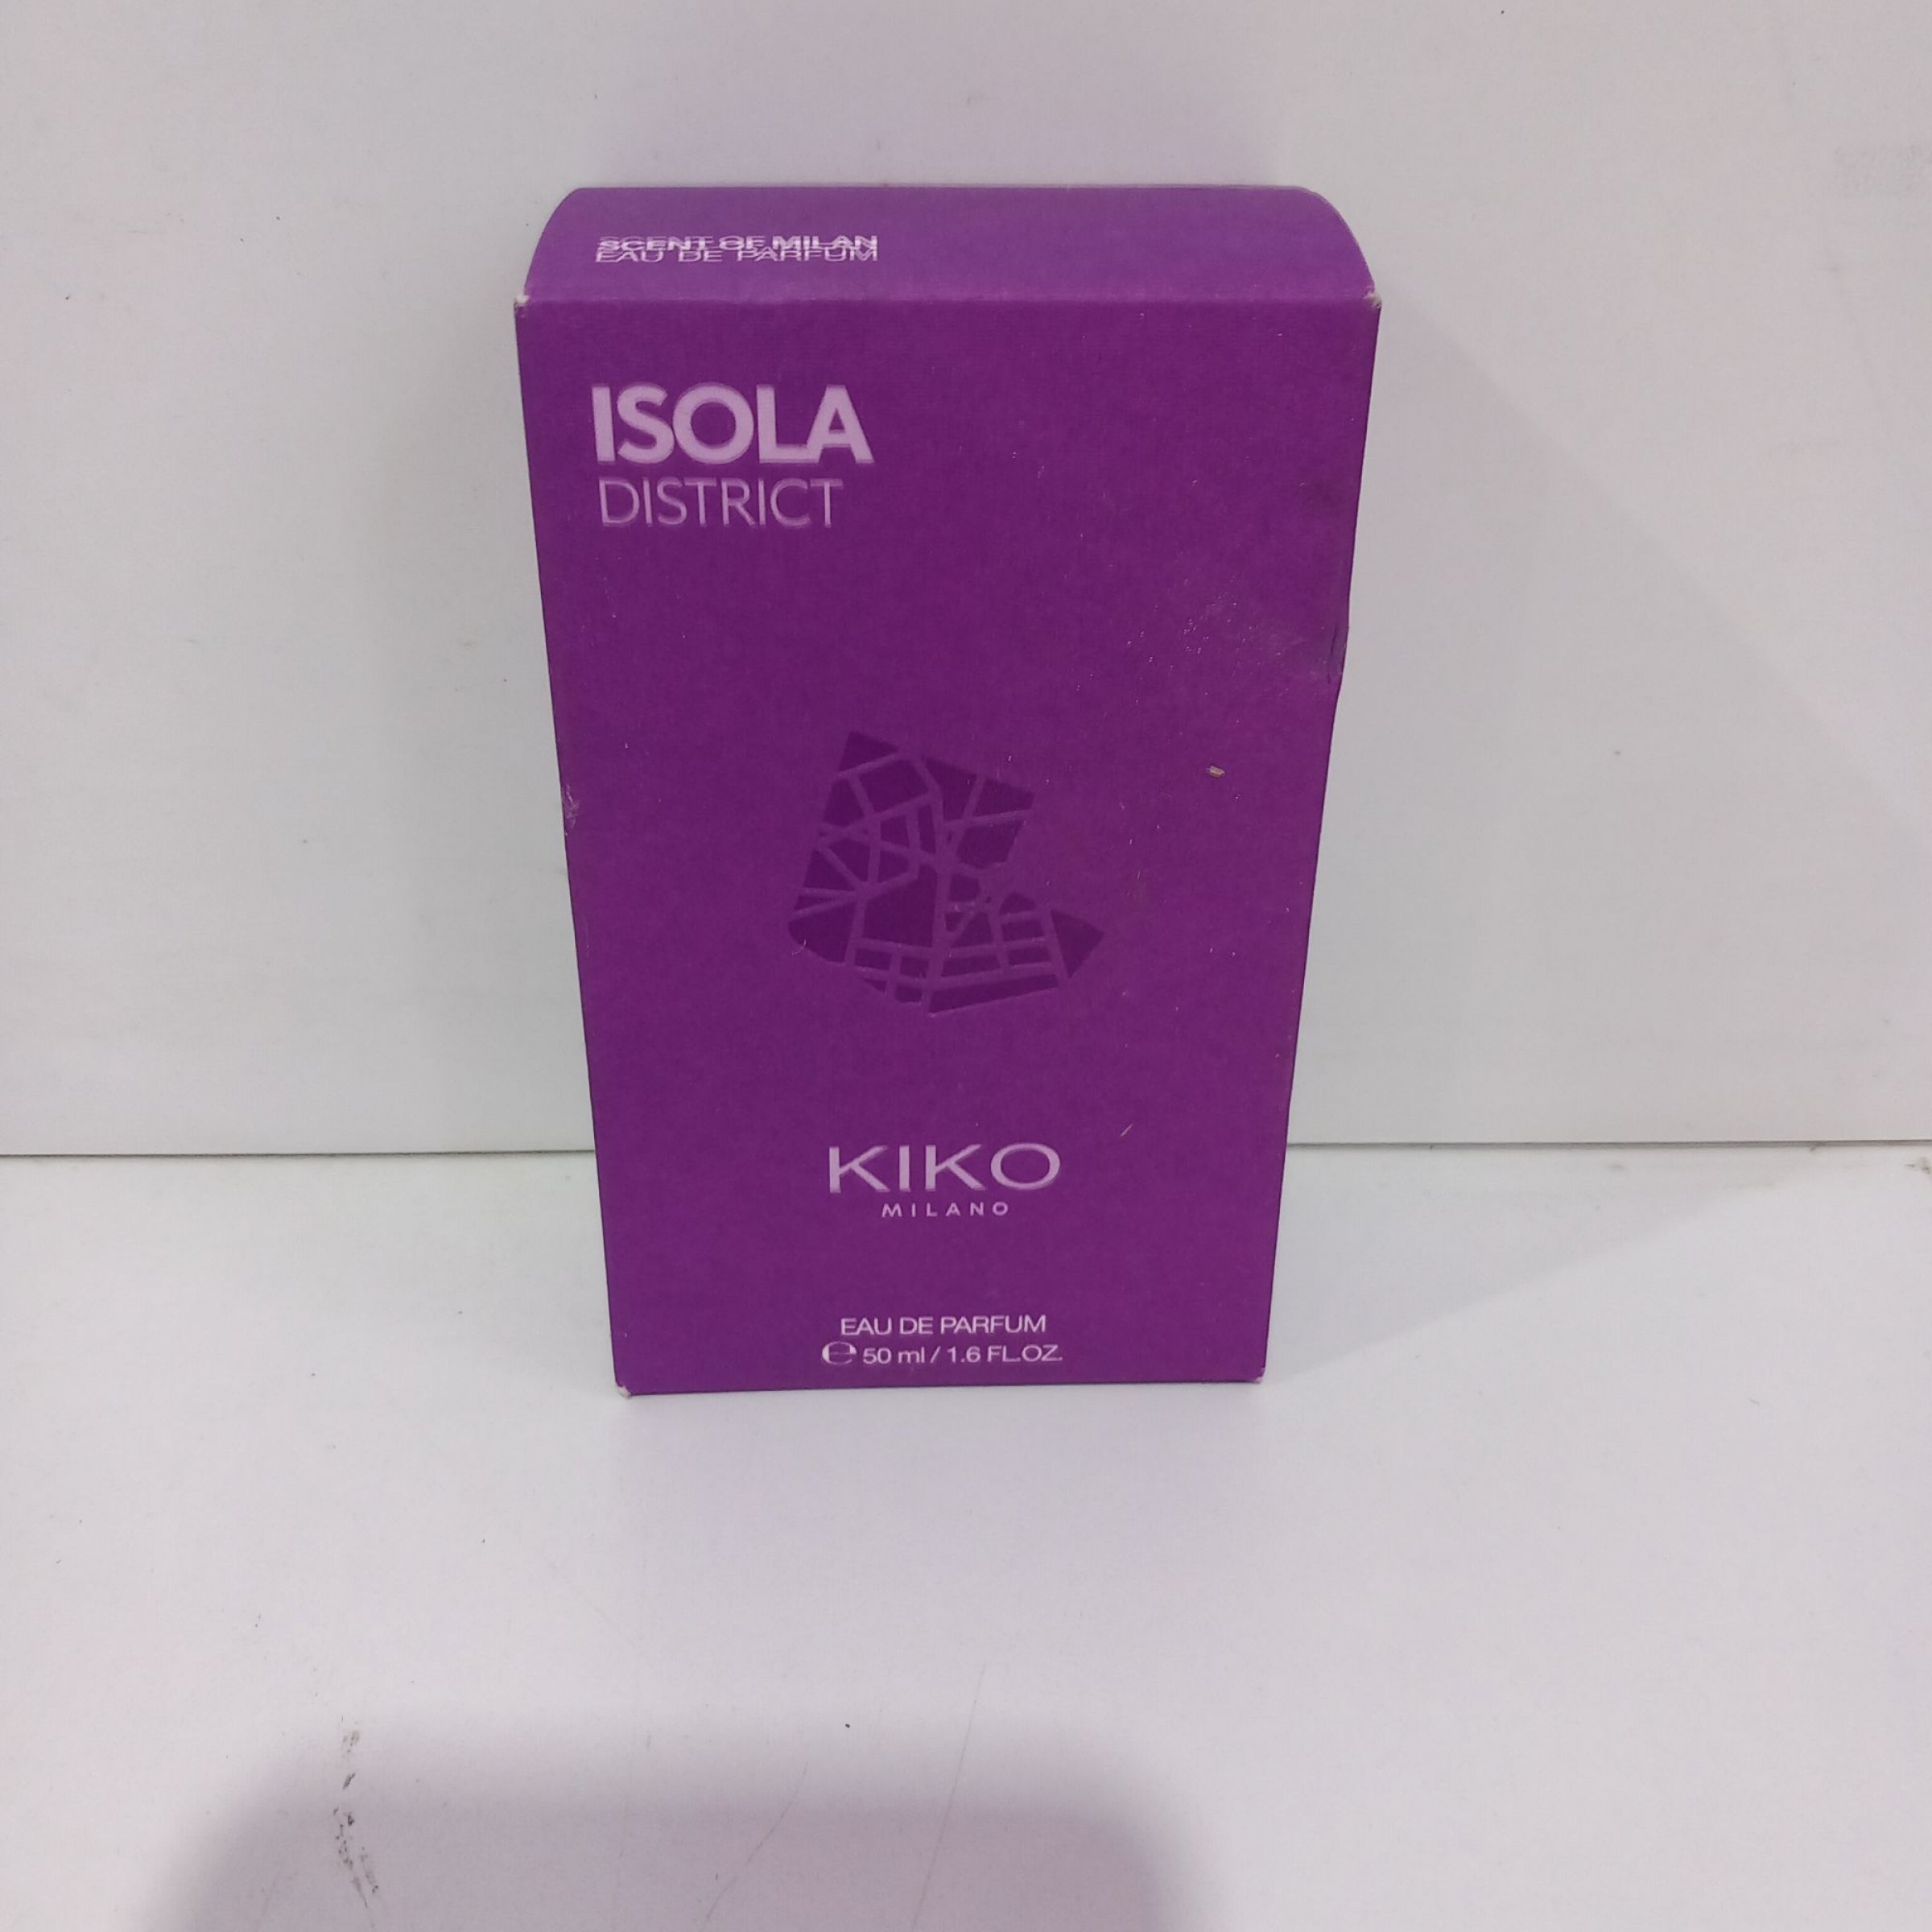 SCENT OF MILAN
EAU DE PARFUM
ISOLA
DISTRICT
KIKO
MILANO
EAU DE PARFUM
℮ 50 ml / 1.6 FL.OZ.